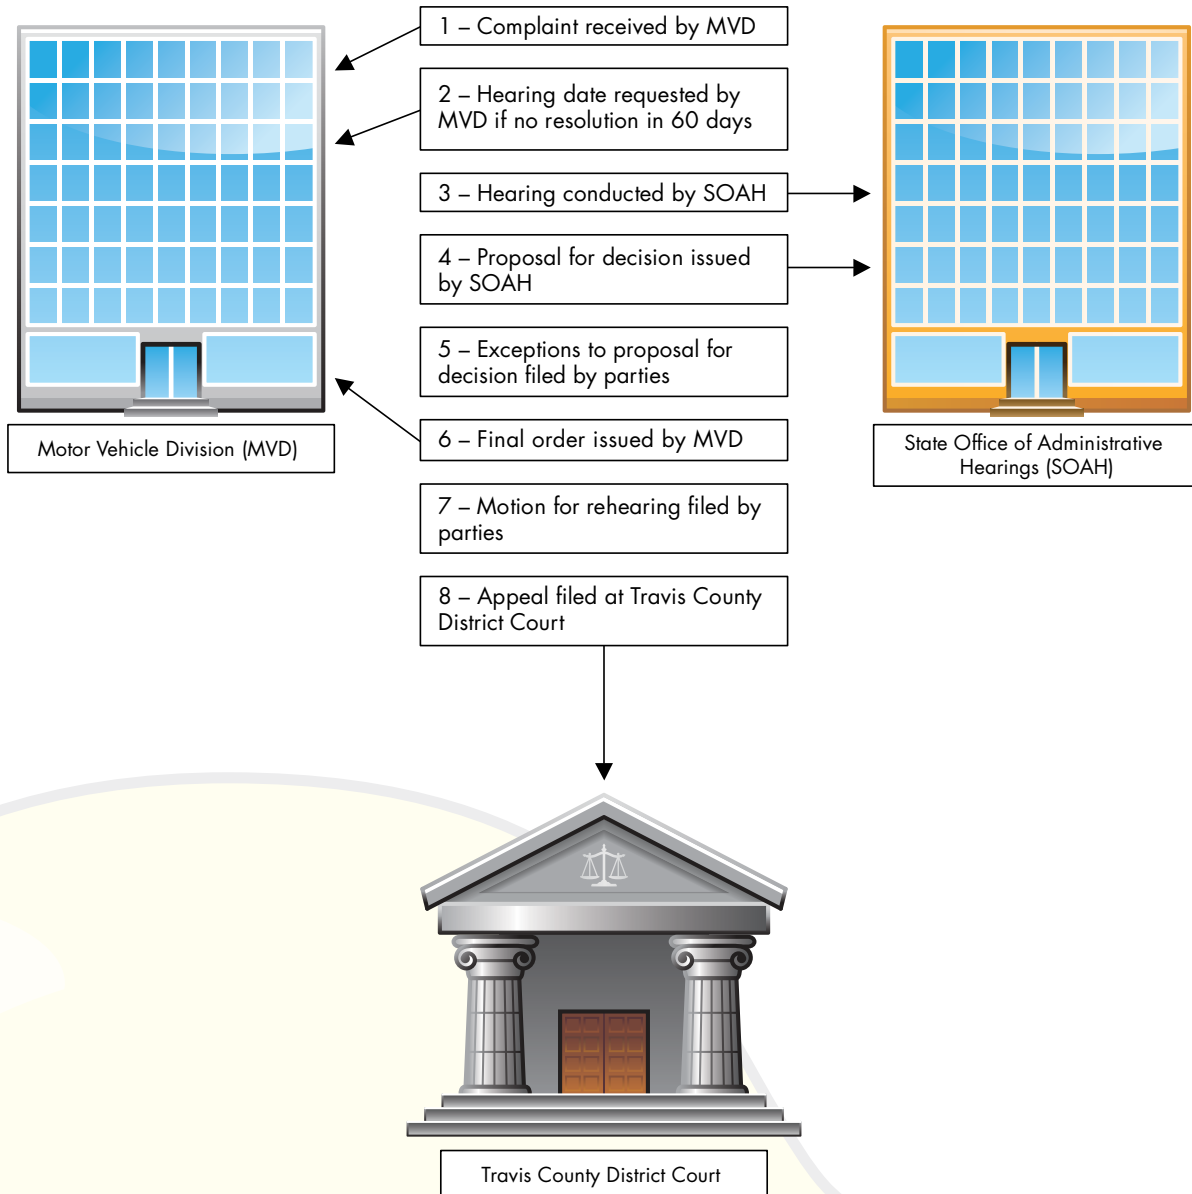 1 – Complaint received by MVD
2 – Hearing date requested by
MVD if no resolution in 60 days
3 – Hearing conducted by SOAH
4 – Proposal for decision issued
by SOAH
5 – Exceptions to proposal for
decision filed by parties
6 – Final order issued by MVD
Motor Vehicle Division (MVD)
State Office of Administrative
Hearings (SOAH)
7 – Motion for rehearing filed by
parties
8 – Appeal filed at Travis County
District Court
Travis County District Court